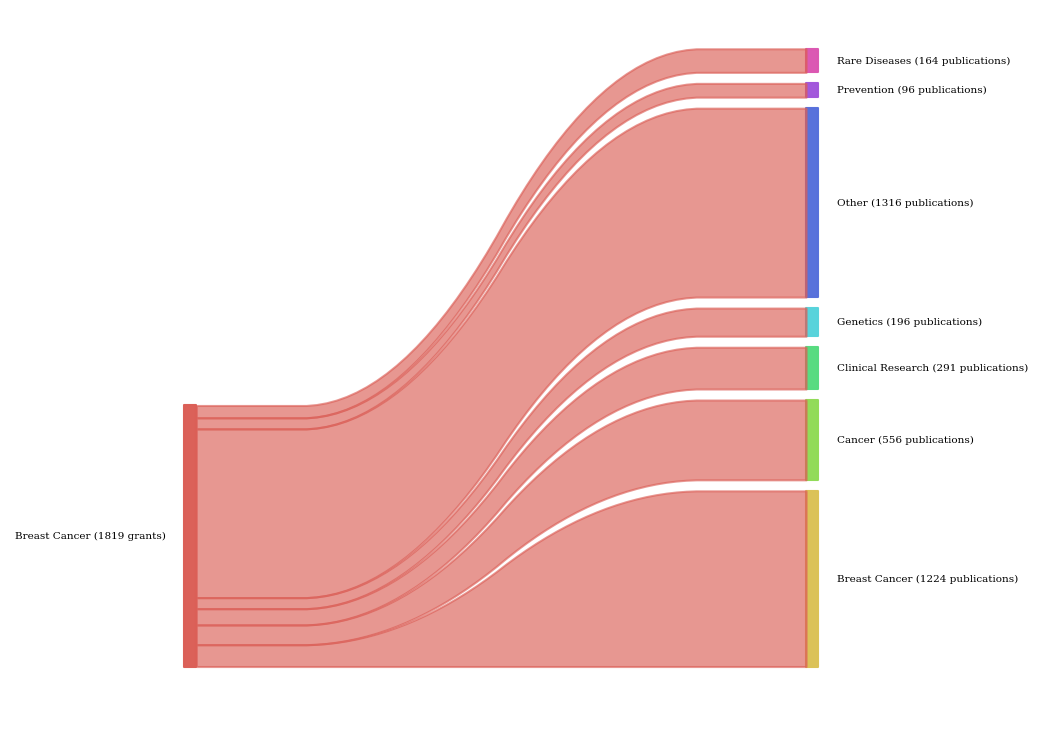 Rare Diseases (164 publications)
Prevention (96 publications)
Other (1316 publications)
Genetics (196 publications)
Clinical Research (291 publications)
Cancer (556 publications)
Breast Cancer (1819 grants)
Breast Cancer (1224 publications)